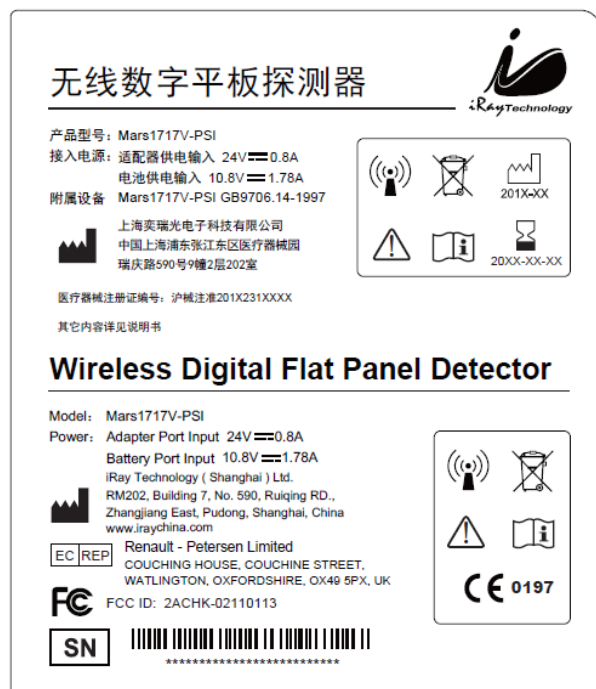 无线数字平板探测器
iRayTechnology
产品型号：Mars1717V-PSI
接入电源：适配器供电输入 24V⎓0.8A
电池供电输入 10.8V⎓1.78A
附属设备 Mars1717V-PSI GB9706.14-1997
上海奕瑞光电子科技有限公司
中国上海浦东张江东区医疗器械园
瑞庆路590号9幢2层202室
201X-XX
20XX-XX-XX
医疗器械注册证编号：沪械注准201X231XXXX
其它内容详见说明书
Wireless Digital Flat Panel Detector
Model: Mars1717V-PSI
Power: Adapter Port Input 24V⎓0.8A
Battery Port Input 10.8V⎓1.78A
iRay Technology ( Shanghai ) Ltd.
RM202, Building 7, No. 590, Ruiqing RD.,
Zhangjiang East, Pudong, Shanghai, China
www.iraychina.com
EC REP
Renault - Petersen Limited
COUCHING HOUSE, COUCHINE STREET,
WATLINGTON, OXFORDSHIRE, OX49 5PX, UK
FC FCC ID: 2ACHK-02110113
CE 0197
SN
**************************